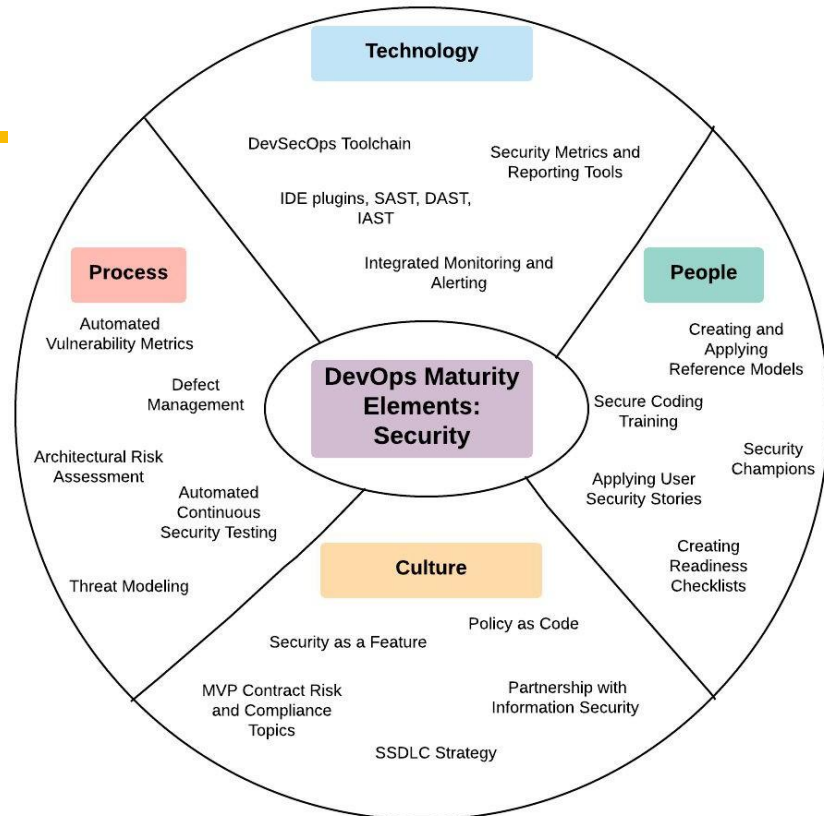 Technology
DevSecOps Toolchain
Security Metrics and
Reporting Tools
IDE plugins, SAST, DAST,
IAST
Integrated Monitoring and
Alerting
Process
Automated
Vulnerability Metrics
Defect
Management
Architectural Risk
Assessment
Automated
Continuous
Security Testing
Threat Modeling
DevOps Maturity
Elements:
Security
People
Creating and
Applying
Reference Models
Secure Coding
Training
Security
Champions
Applying User
Security Stories
Creating
Readiness
Checklists
Culture
Policy as Code
Security as a Feature
MVP Contract Risk
and Compliance
Topics
Partnership with
Information Security
SSDLC Strategy